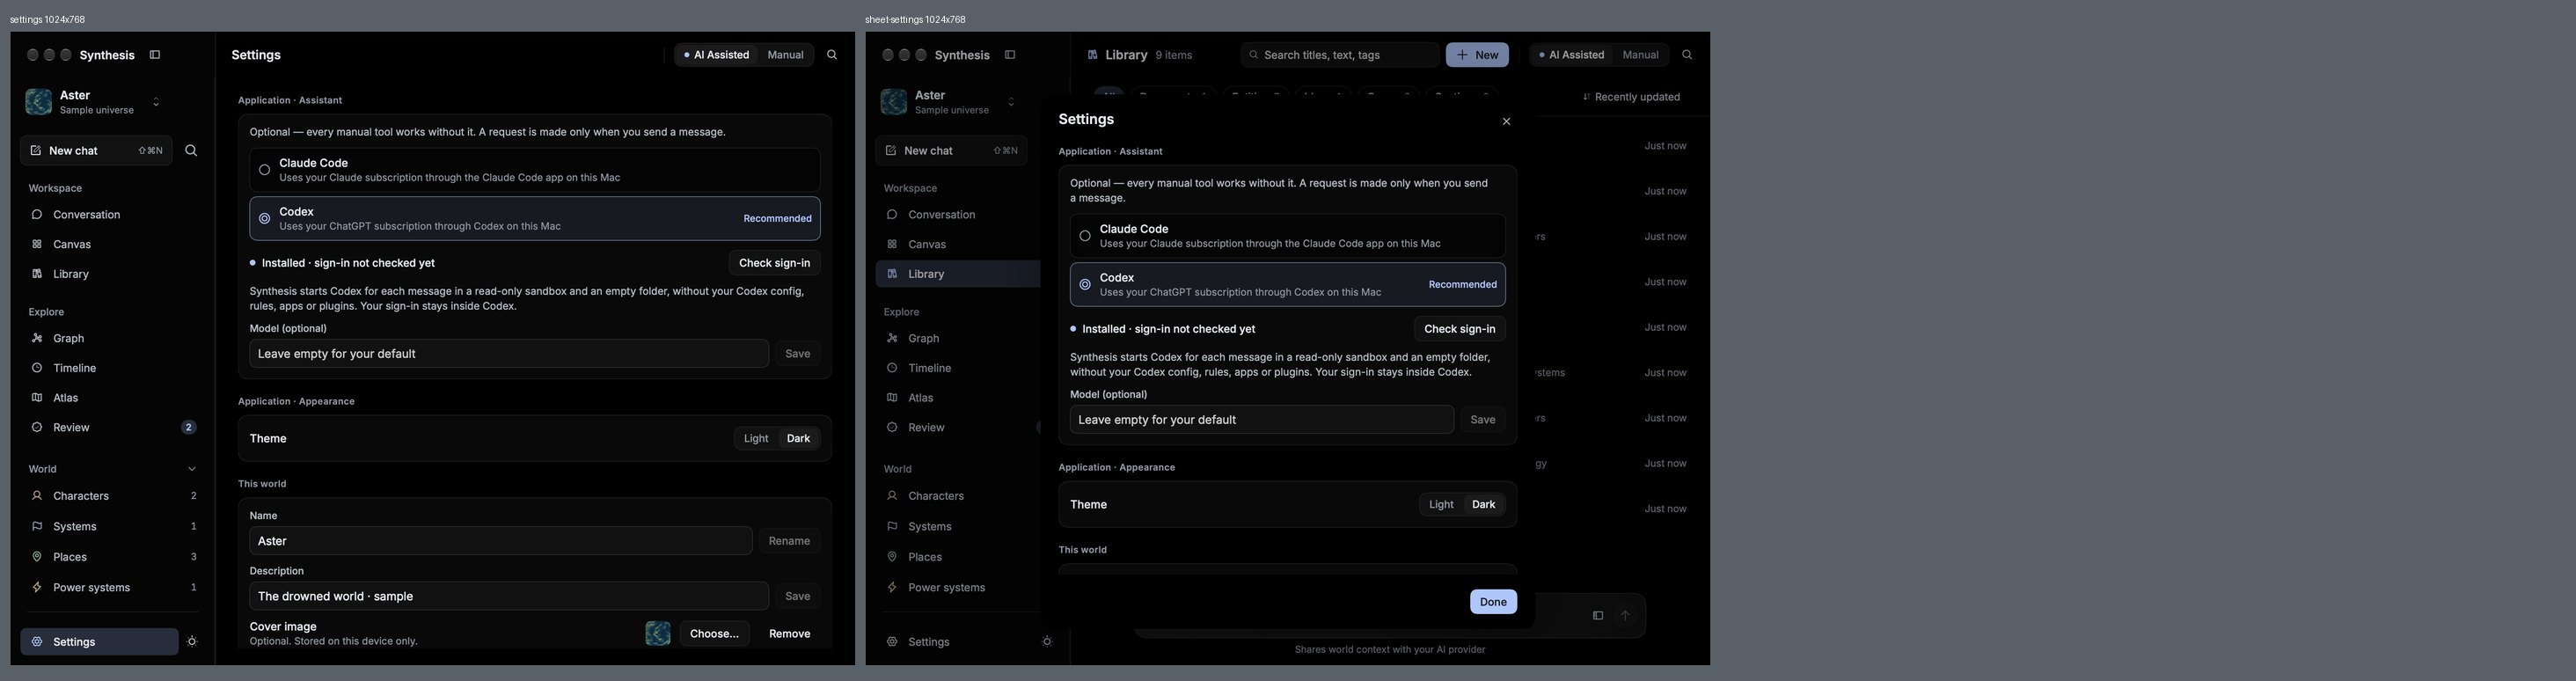 settings 1024x768
Synthesis
Aster
Sample universe
New chat ⇧⌘N
Workspace
Conversation
Canvas
Library
Explore
Graph
Timeline
Atlas
Review 2
World
Characters 2
Systems 1
Places 3
Power systems 1
Settings
Settings
AI Assisted Manual
Application · Assistant
Optional — every manual tool works without it. A request is made only when you send a message.
Claude Code
Uses your Claude subscription through the Claude Code app on this Mac
Codex
Uses your ChatGPT subscription through Codex on this Mac
Recommended
Installed · sign-in not checked yet
Check sign-in
Synthesis starts Codex for each message in a read-only sandbox and an empty folder, without your Codex config,
rules, apps or plugins. Your sign-in stays inside Codex.
Model (optional)
Leave empty for your default
Save
Application · Appearance
Theme
Light Dark
This world
Name
Aster
Rename
Description
The drowned world · sample
Save
Cover image
Optional. Stored on this device only.
Choose...
Remove
sheet-settings 1024x768
Synthesis
Aster
Sample universe
New chat ⇧⌘N
Workspace
Conversation
Canvas
Library
Explore
Graph
Timeline
Atlas
Review
World
Characters
Systems
Places
Power systems
Settings
Library 9 items
Search titles, text, tags
New
AI Assisted Manual
Recently updated
Just now
Just now
Just now
Just now
Just now
Just now
Just now
Just now
Just now
Settings
Application · Assistant
Optional — every manual tool works without it. A request is made only when you send
a message.
Claude Code
Uses your Claude subscription through the Claude Code app on this Mac
Codex
Uses your ChatGPT subscription through Codex on this Mac
Recommended
Installed · sign-in not checked yet
Check sign-in
Synthesis starts Codex for each message in a read-only sandbox and an empty folder,
without your Codex config, rules, apps or plugins. Your sign-in stays inside Codex.
Model (optional)
Leave empty for your default
Save
Application · Appearance
Theme
Light Dark
This world
Done
Shares world context with your AI provider